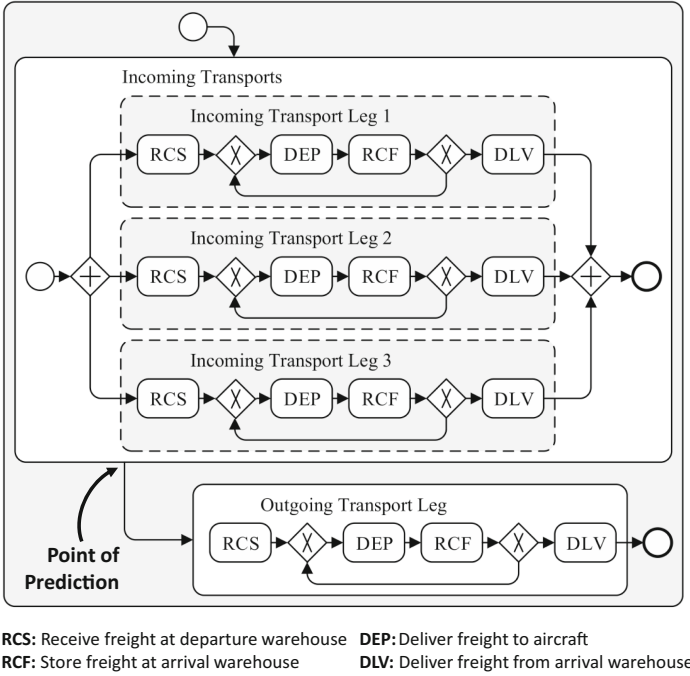 Incoming Transports
Incoming Transport Leg 1
RCS X DEP RCF X DLV
Incoming Transport Leg 2
RCS X DEP RCF X DLV
Incoming Transport Leg 3
RCS X DEP RCF X DLV
Outgoing Transport Leg
RCS X DEP RCF X DLV
Point of
Prediction
RCS: Receive freight at departure warehouse DEP: Deliver freight to aircraft
RCF: Store freight at arrival warehouse DLV: Deliver freight from arrival warehouse